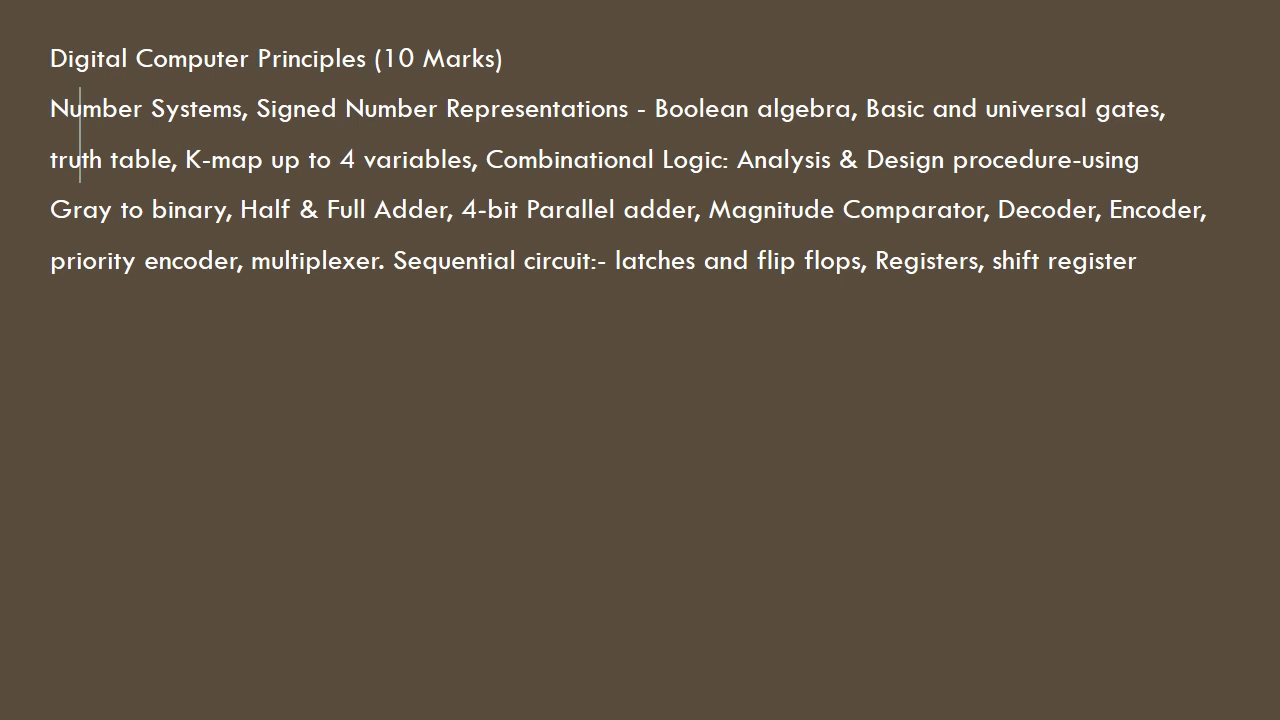 Digital Computer Principles (10 Marks)
Number Systems, Signed Number Representations - Boolean algebra, Basic and universal gates,
truth table, K-map up to 4 variables, Combinational Logic: Analysis & Design procedure-using
Gray to binary, Half & Full Adder, 4-bit Parallel adder, Magnitude Comparator, Decoder, Encoder,
priority encoder, multiplexer. Sequential circuit:- latches and flip flops, Registers, shift register